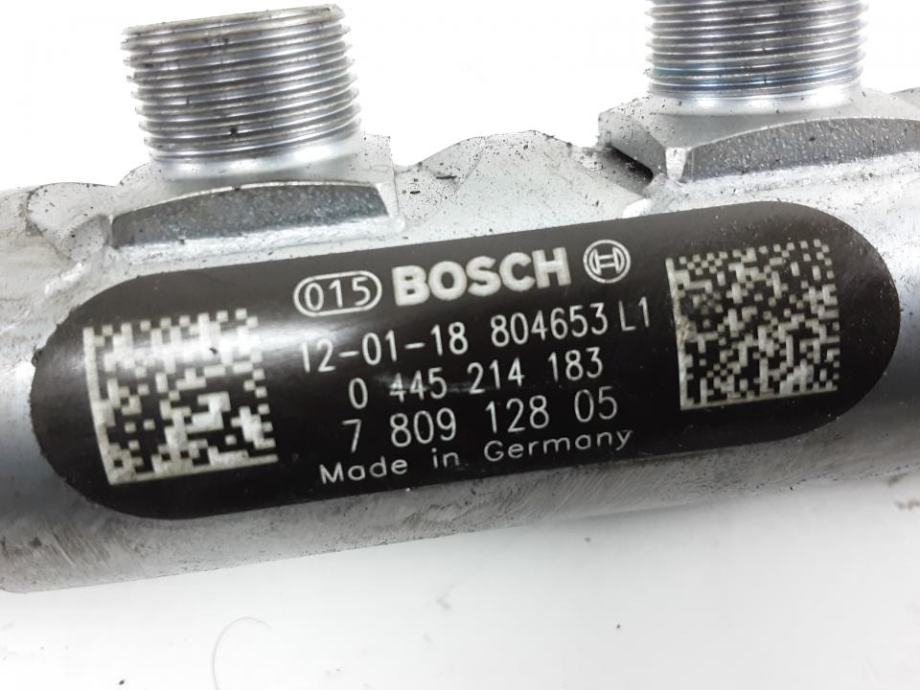 015 BOSCH
12-01-18 804653 L1
0 445 214 183
7 809 128 05
Made in Germany